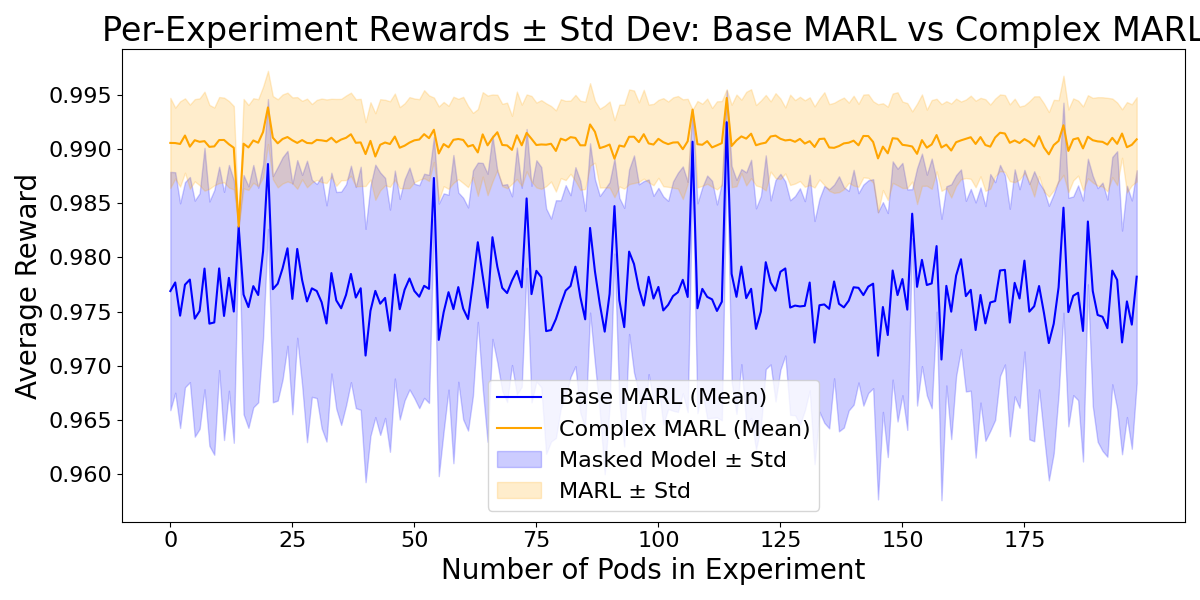 Per-Experiment Rewards ± Std Dev: Base MARL vs Complex MARL
Average Reward
0.995
0.990
0.985
0.980
0.975
0.970
0.965
0.960
Base MARL (Mean)
Complex MARL (Mean)
Masked Model ± Std
MARL ± Std
0 25 50 75 100 125 150 175
Number of Pods in Experiment